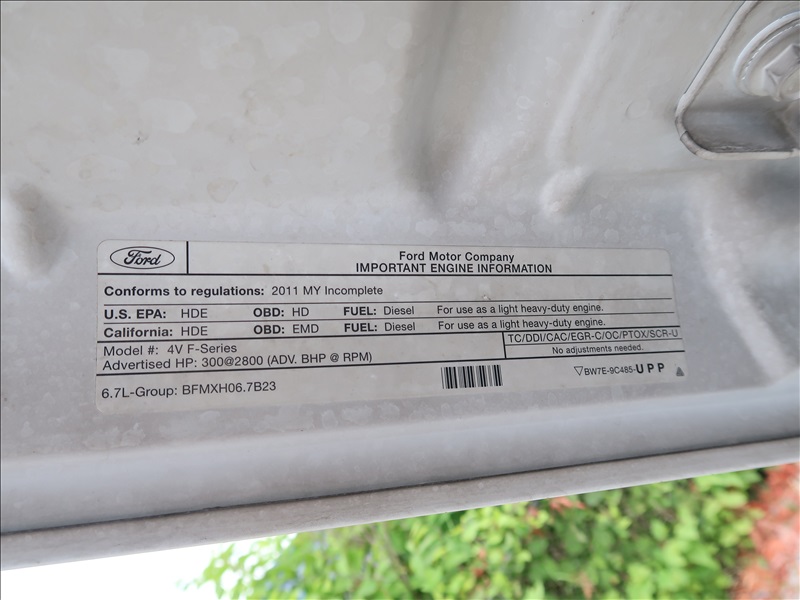 Ford
Ford Motor Company
IMPORTANT ENGINE INFORMATION
Conforms to regulations: 2011 MY Incomplete
U.S. EPA: HDE OBD: HD FUEL: Diesel For use as a light heavy-duty engine.
California: HDE OBD: EMD FUEL: Diesel For use as a light heavy-duty engine.
Model #: 4V F-Series
Advertised HP: 300@2800 (ADV. BHP @ RPM)
TC/DDI/CAC/EGR-C/OC/PTOX/SCR-U
No adjustments needed.
6.7L-Group: BFMXH06.7B23
BW7E-9C485-UPP